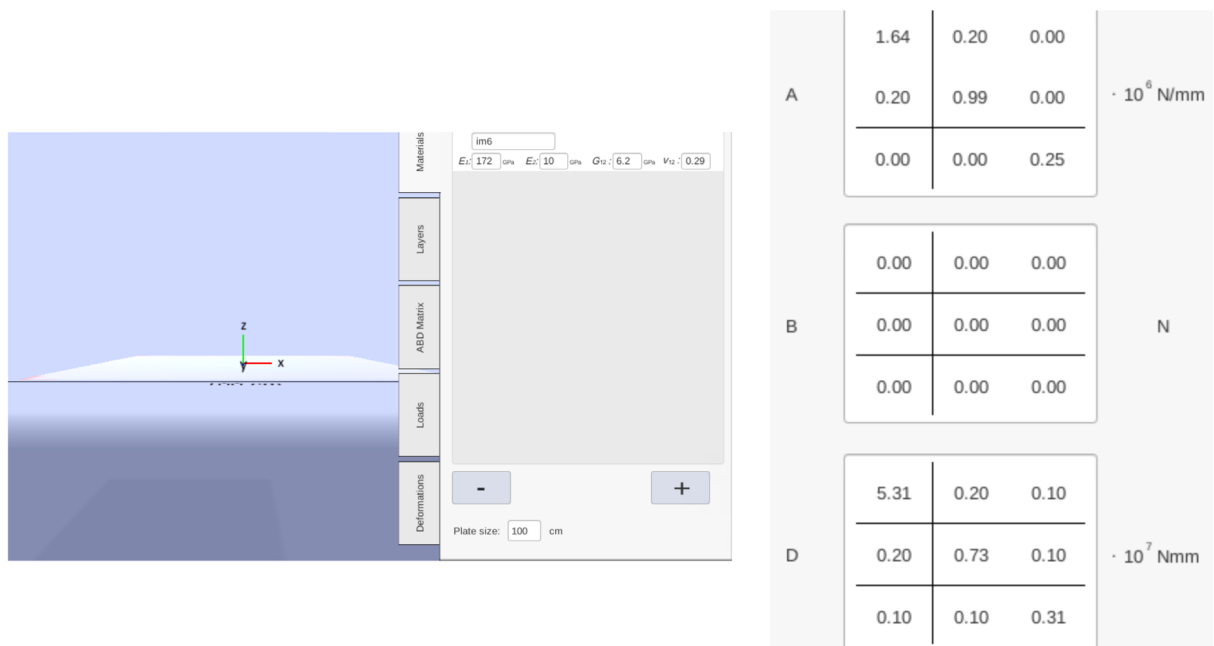 im6
E₁: 172 GPa E₂: 10 GPa G₁₂ : 6.2 GPa ν₁₂ : 0.29
Materials
Layers
ABD Matrix
Loads
Deformations
z
y x
- +
Plate size: 100 cm
A
1.64 0.20 0.00
0.20 0.99 0.00
0.00 0.00 0.25
· 10⁶ N/mm
B
0.00 0.00 0.00
0.00 0.00 0.00
0.00 0.00 0.00
N
D
5.31 0.20 0.10
0.20 0.73 0.10
0.10 0.10 0.31
· 10⁷ Nmm